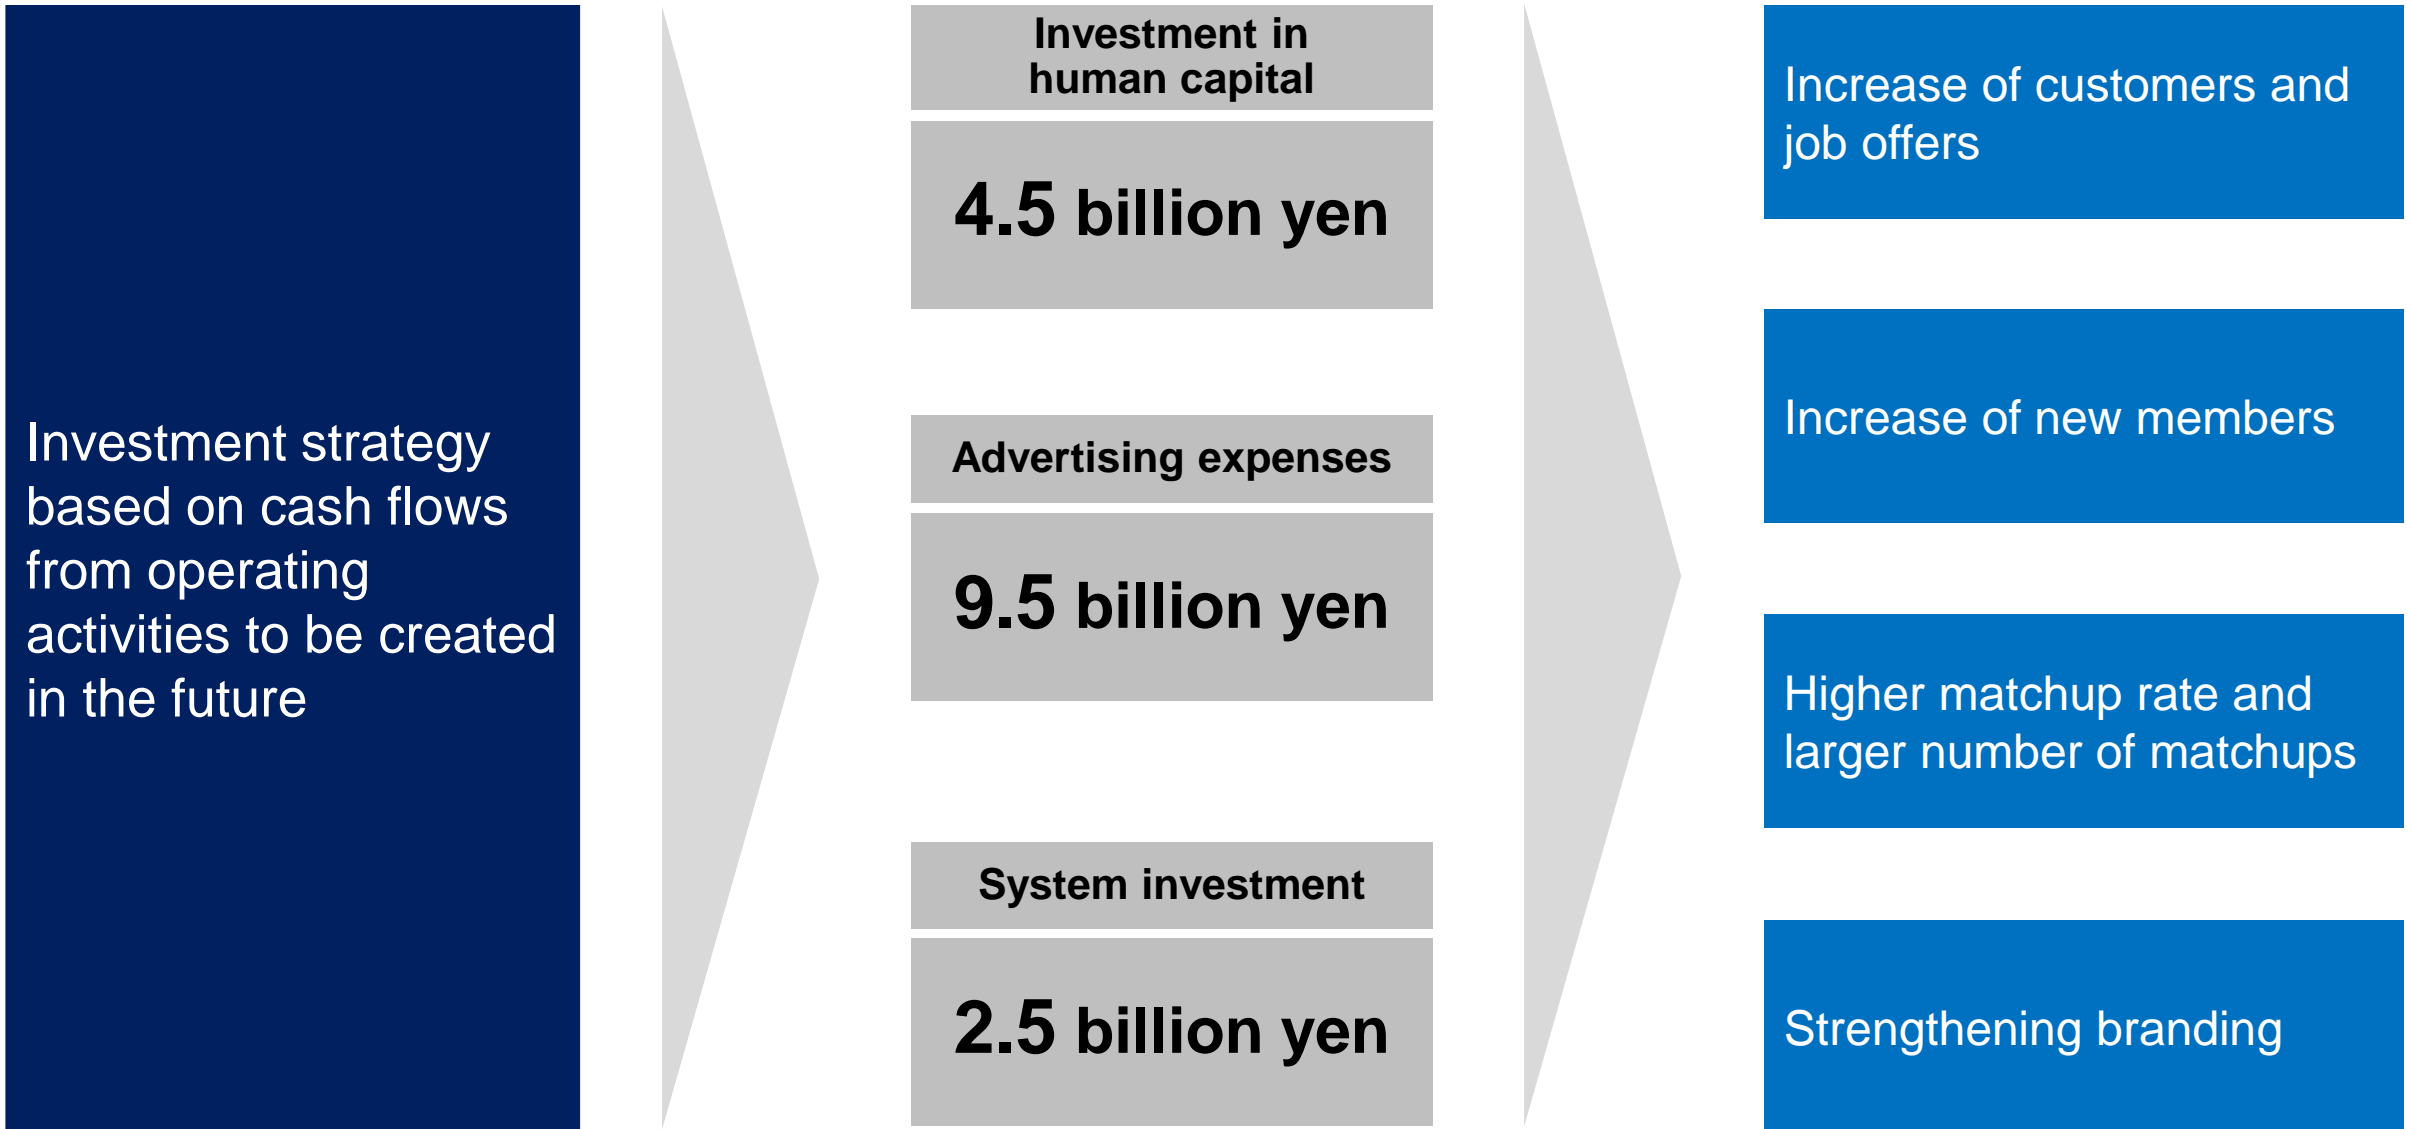 Investment strategy
based on cash flows
from operating
activities to be created
in the future
Investment in
human capital
4.5 billion yen
Advertising expenses
9.5 billion yen
System investment
2.5 billion yen
Increase of customers and
job offers
Increase of new members
Higher matchup rate and
larger number of matchups
Strengthening branding